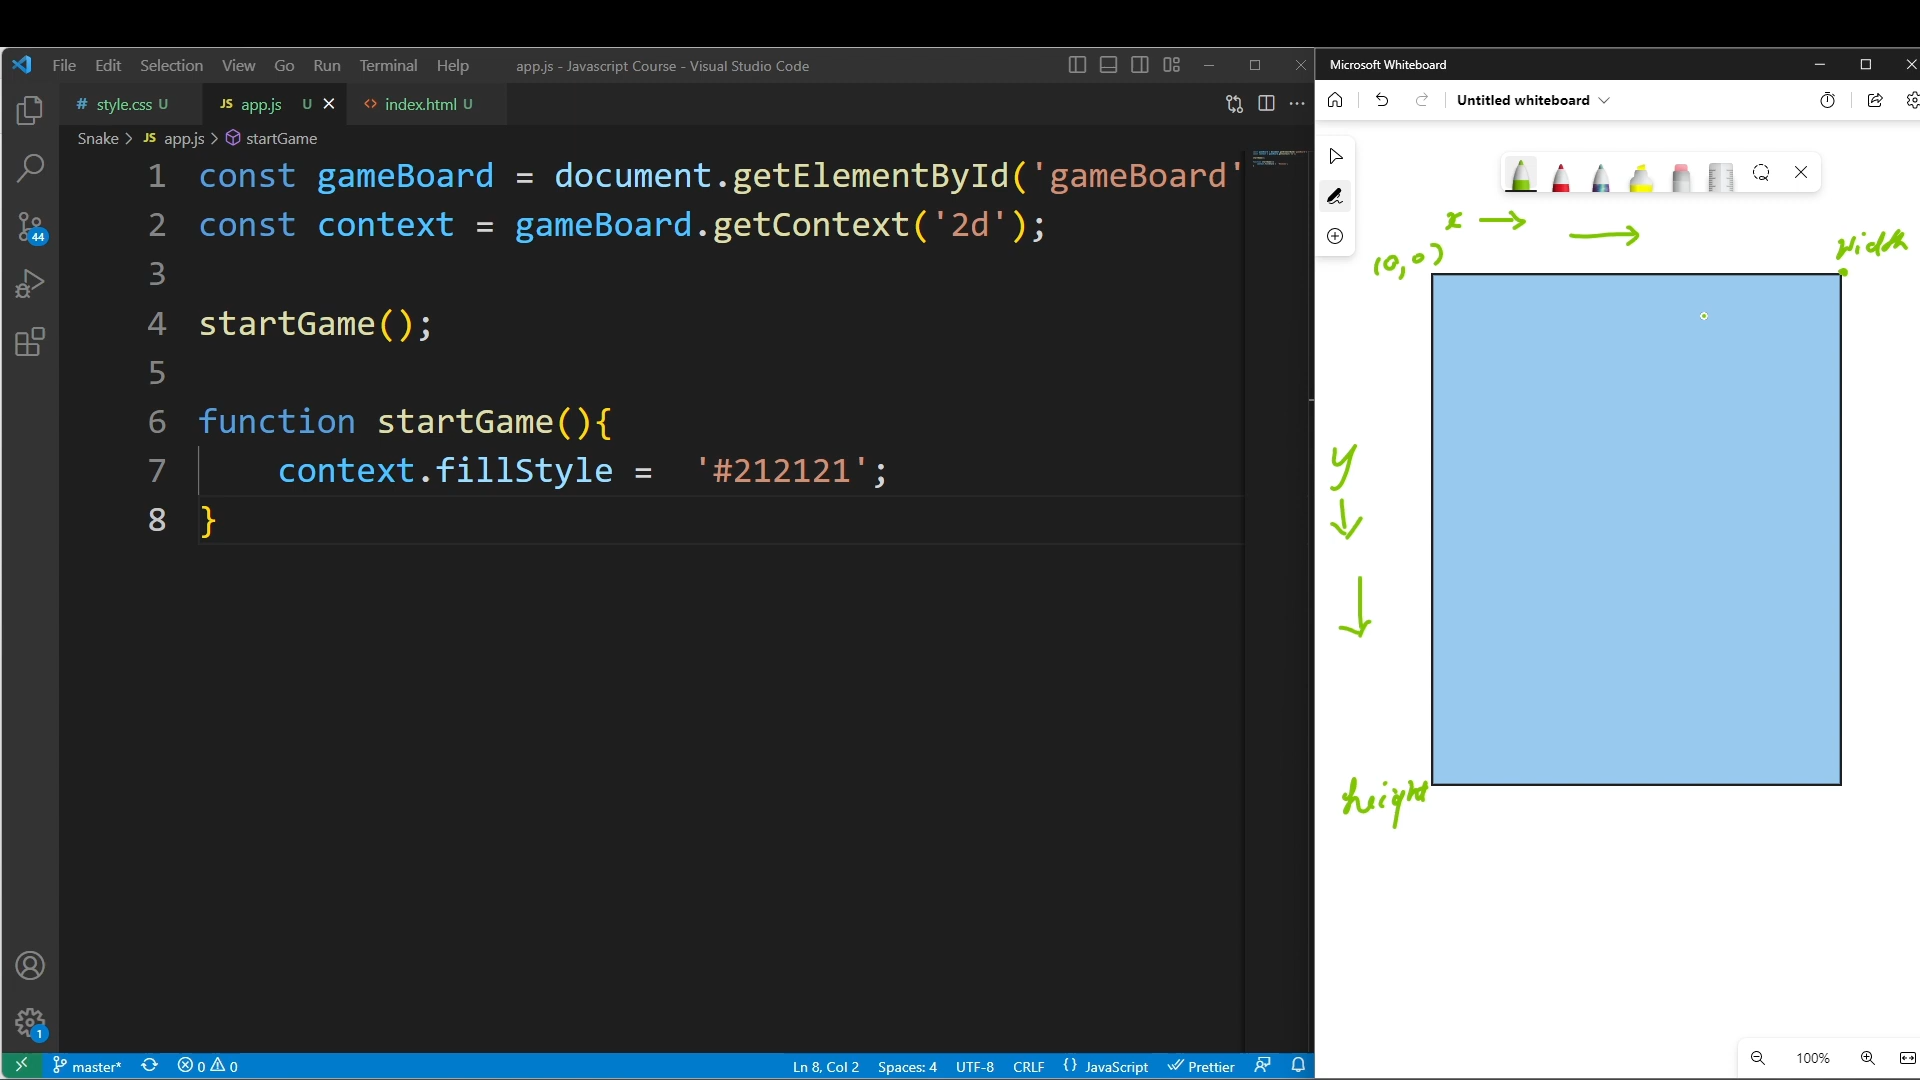 File Edit Selection View Go Run Terminal Help app.js - Javascript Course - Visual Studio Code
# style.css U JS app.js U index.html U
Snake > JS app.js > startGame
1 const gameBoard = document.getElementById('gameBoard'
2 const context = gameBoard.getContext('2d');
3
4 startGame();
5
6 function startGame(){
7 context.fillStyle = '#212121';
8 }
44
1
master* 0 0 Ln 8, Col 2 Spaces: 4 UTF-8 CRLF {} JavaScript Prettier
Microsoft Whiteboard
Untitled whiteboard
x
(0,0)
width
y
height
100%